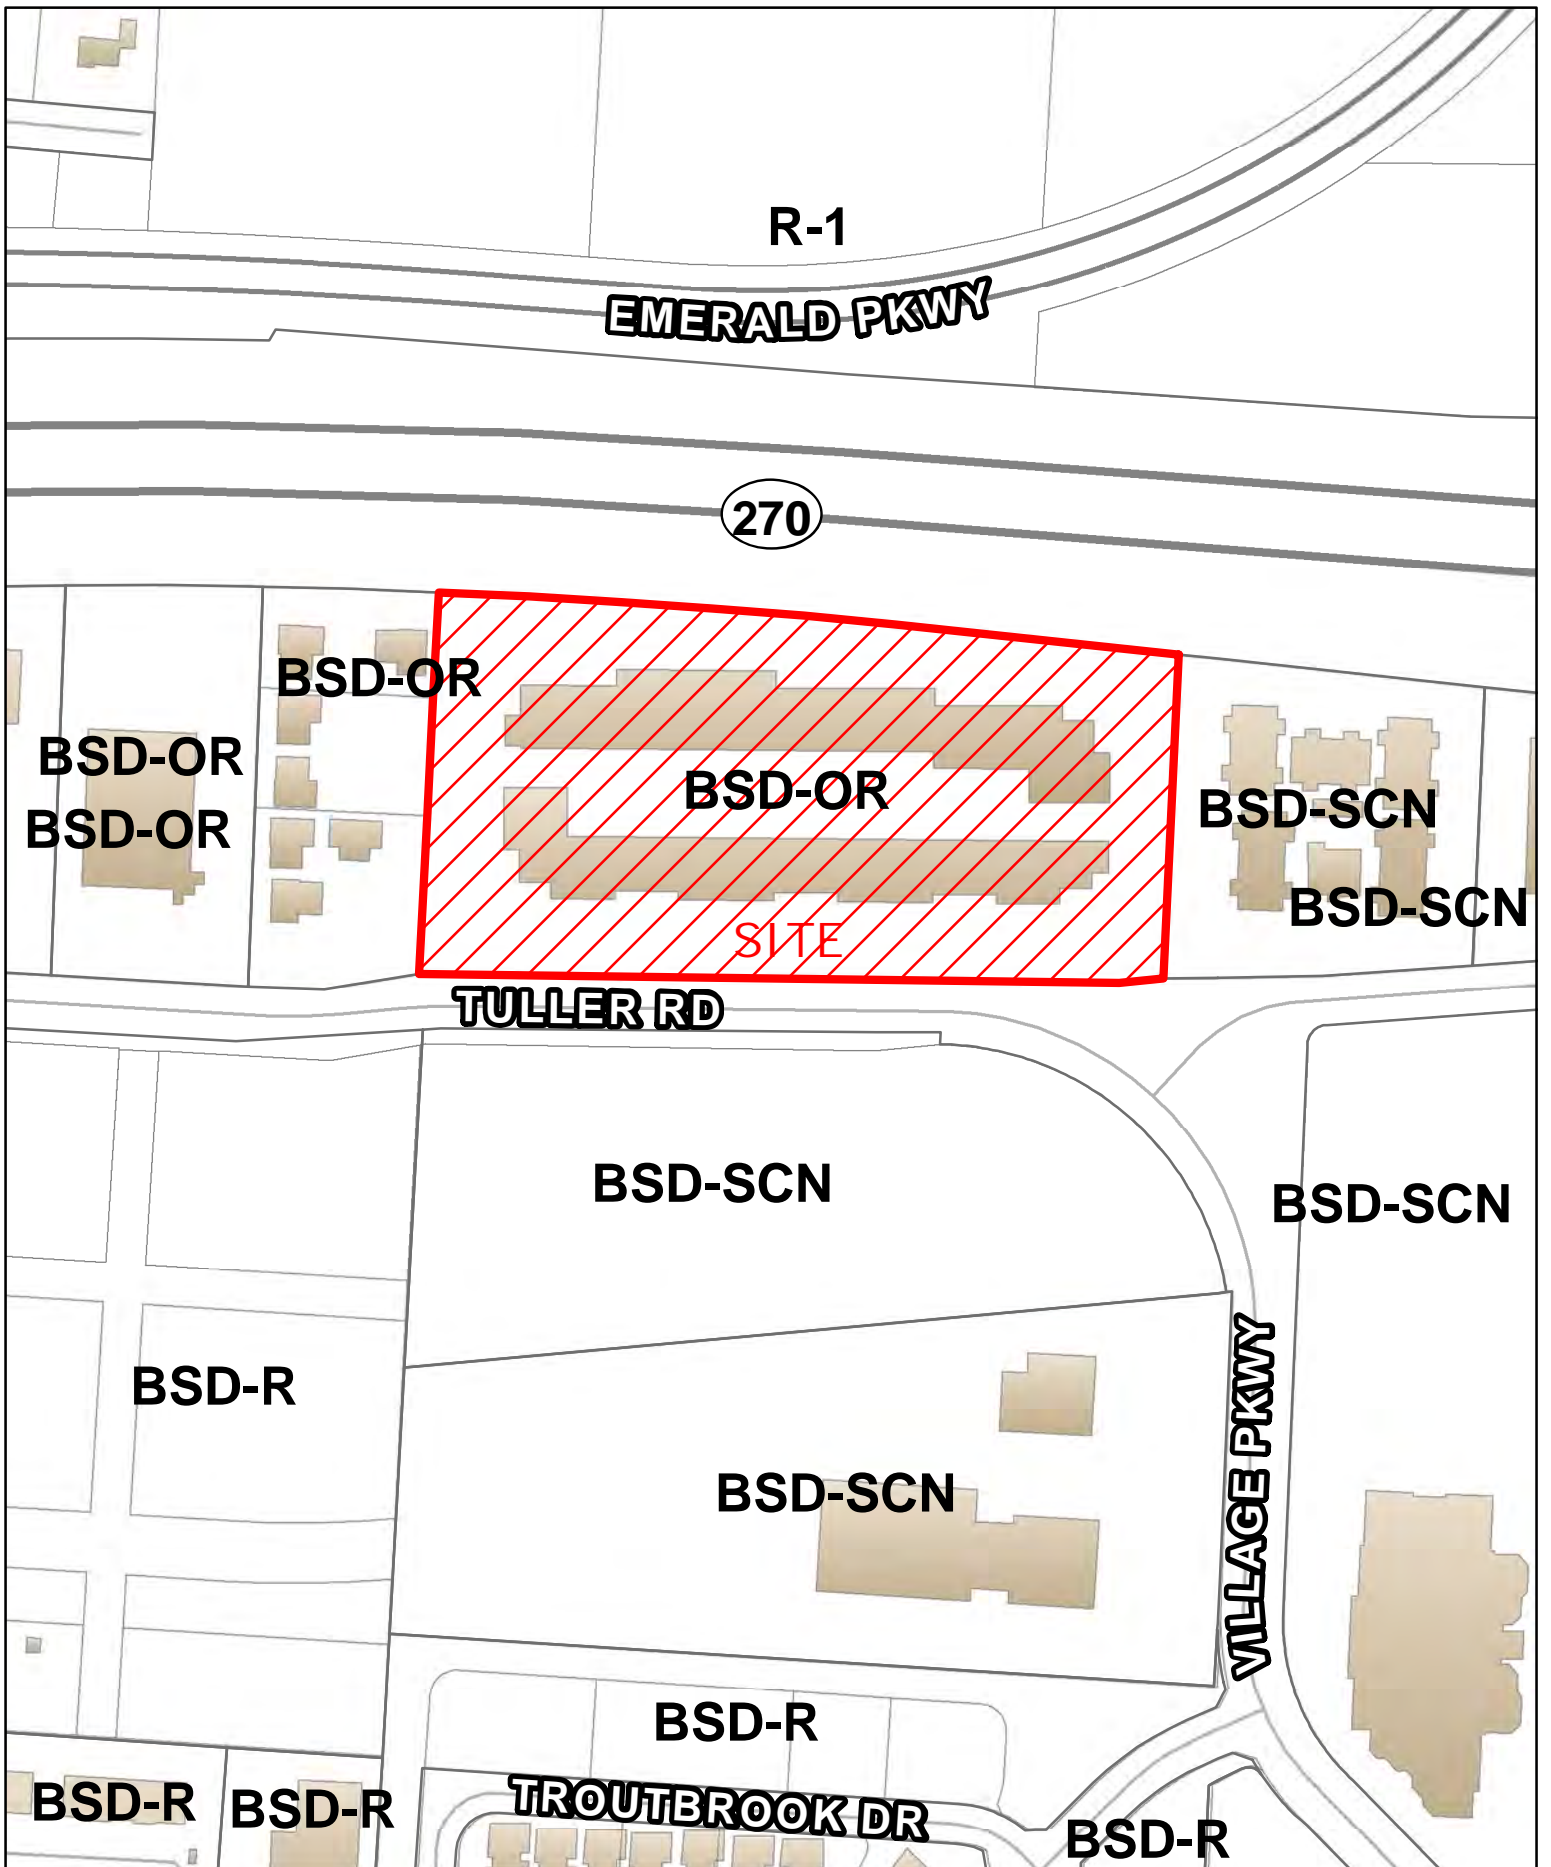 R-1
EMERALD PKWY
270
BSD-OR
BSD-OR
BSD-OR
BSD-OR
BSD-SCN
BSD-SCN
SITE
TULLER RD
BSD-SCN
BSD-SCN
BSD-R
VILLAGE PKWY
BSD-SCN
BSD-R
BSD-R
BSD-R
TROUTBROOK DR
BSD-R